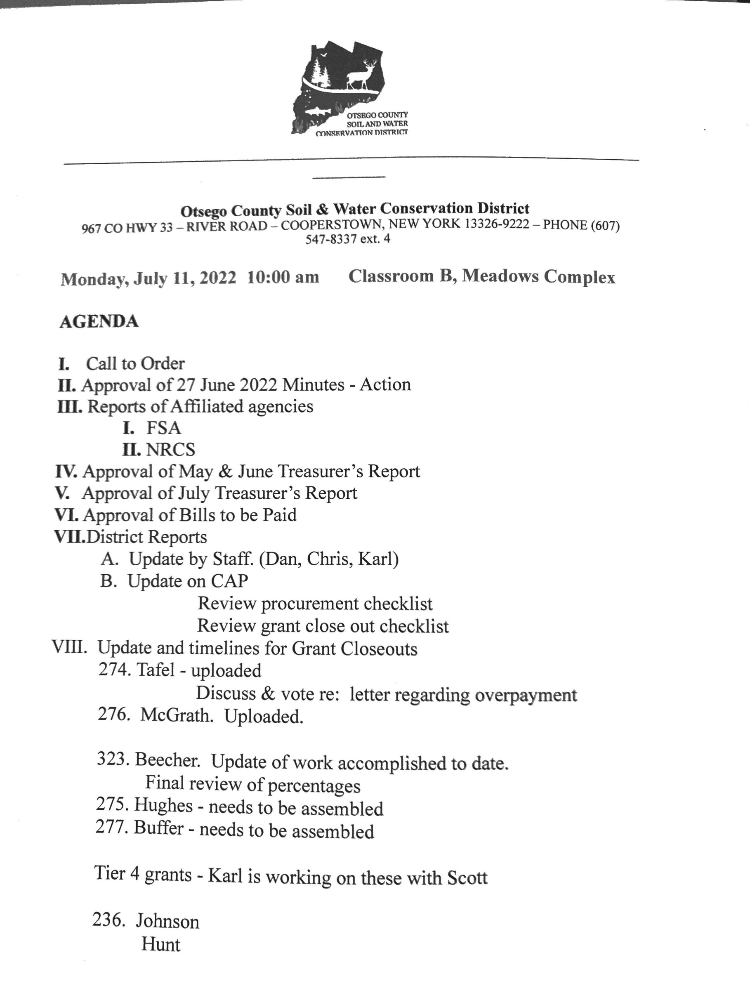 OTSEGO COUNTY
SOIL AND WATER
CONSERVATION DISTRICT
Otsego County Soil & Water Conservation District
967 CO HWY 33 – RIVER ROAD – COOPERSTOWN, NEW YORK 13326-9222 – PHONE (607)
547-8337 ext. 4
Monday, July 11, 2022 10:00 am Classroom B, Meadows Complex
AGENDA
I. Call to Order
II. Approval of 27 June 2022 Minutes - Action
III. Reports of Affiliated agencies
I. FSA
II. NRCS
IV. Approval of May & June Treasurer’s Report
V. Approval of July Treasurer’s Report
VI. Approval of Bills to be Paid
VII.District Reports
A. Update by Staff. (Dan, Chris, Karl)
B. Update on CAP
Review procurement checklist
Review grant close out checklist
VIII. Update and timelines for Grant Closeouts
274. Tafel - uploaded
Discuss & vote re: letter regarding overpayment
276. McGrath. Uploaded.
323. Beecher. Update of work accomplished to date.
Final review of percentages
275. Hughes - needs to be assembled
277. Buffer - needs to be assembled
Tier 4 grants - Karl is working on these with Scott
236. Johnson
Hunt